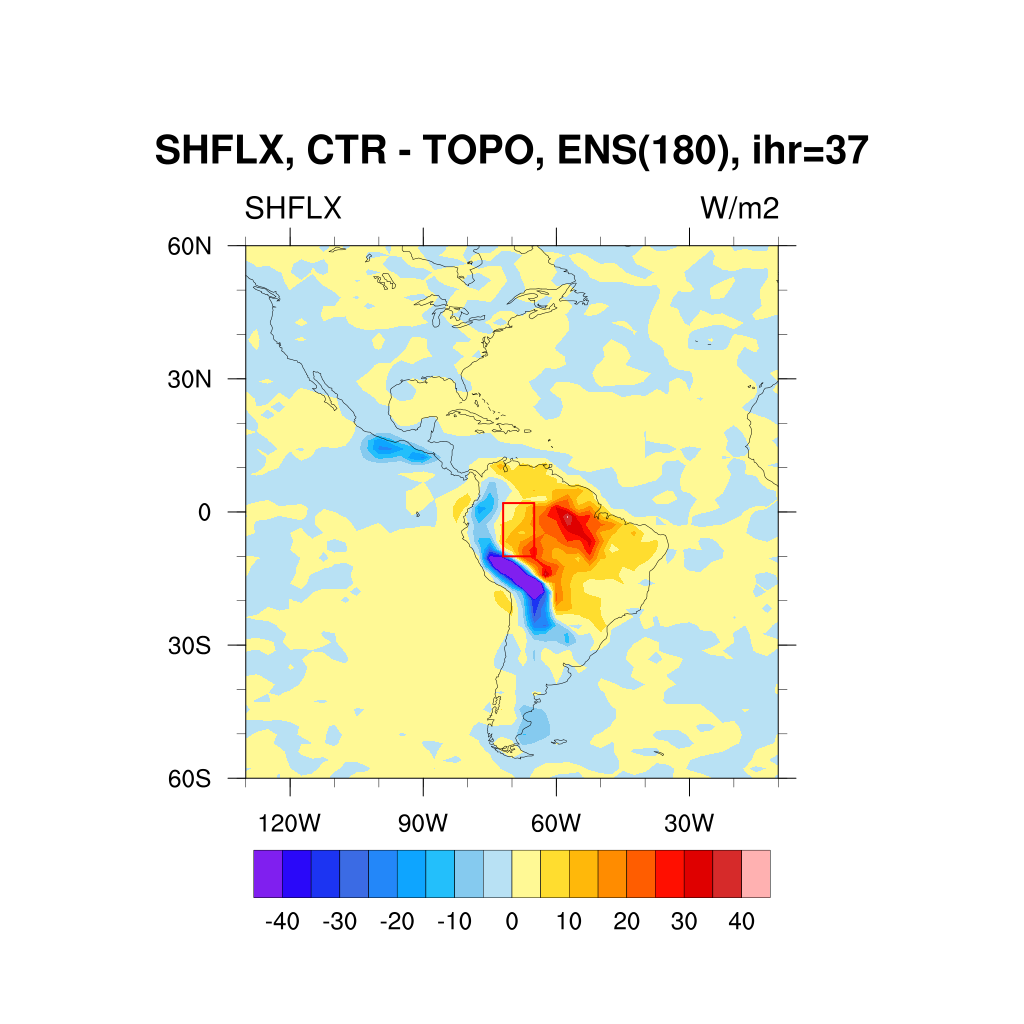 SHFLX, CTR - TOPO, ENS(180), ihr=37
SHFLX W/m2
60N
30N
0
30S
60S
120W 90W 60W 30W
-40 -30 -20 -10 0 10 20 30 40